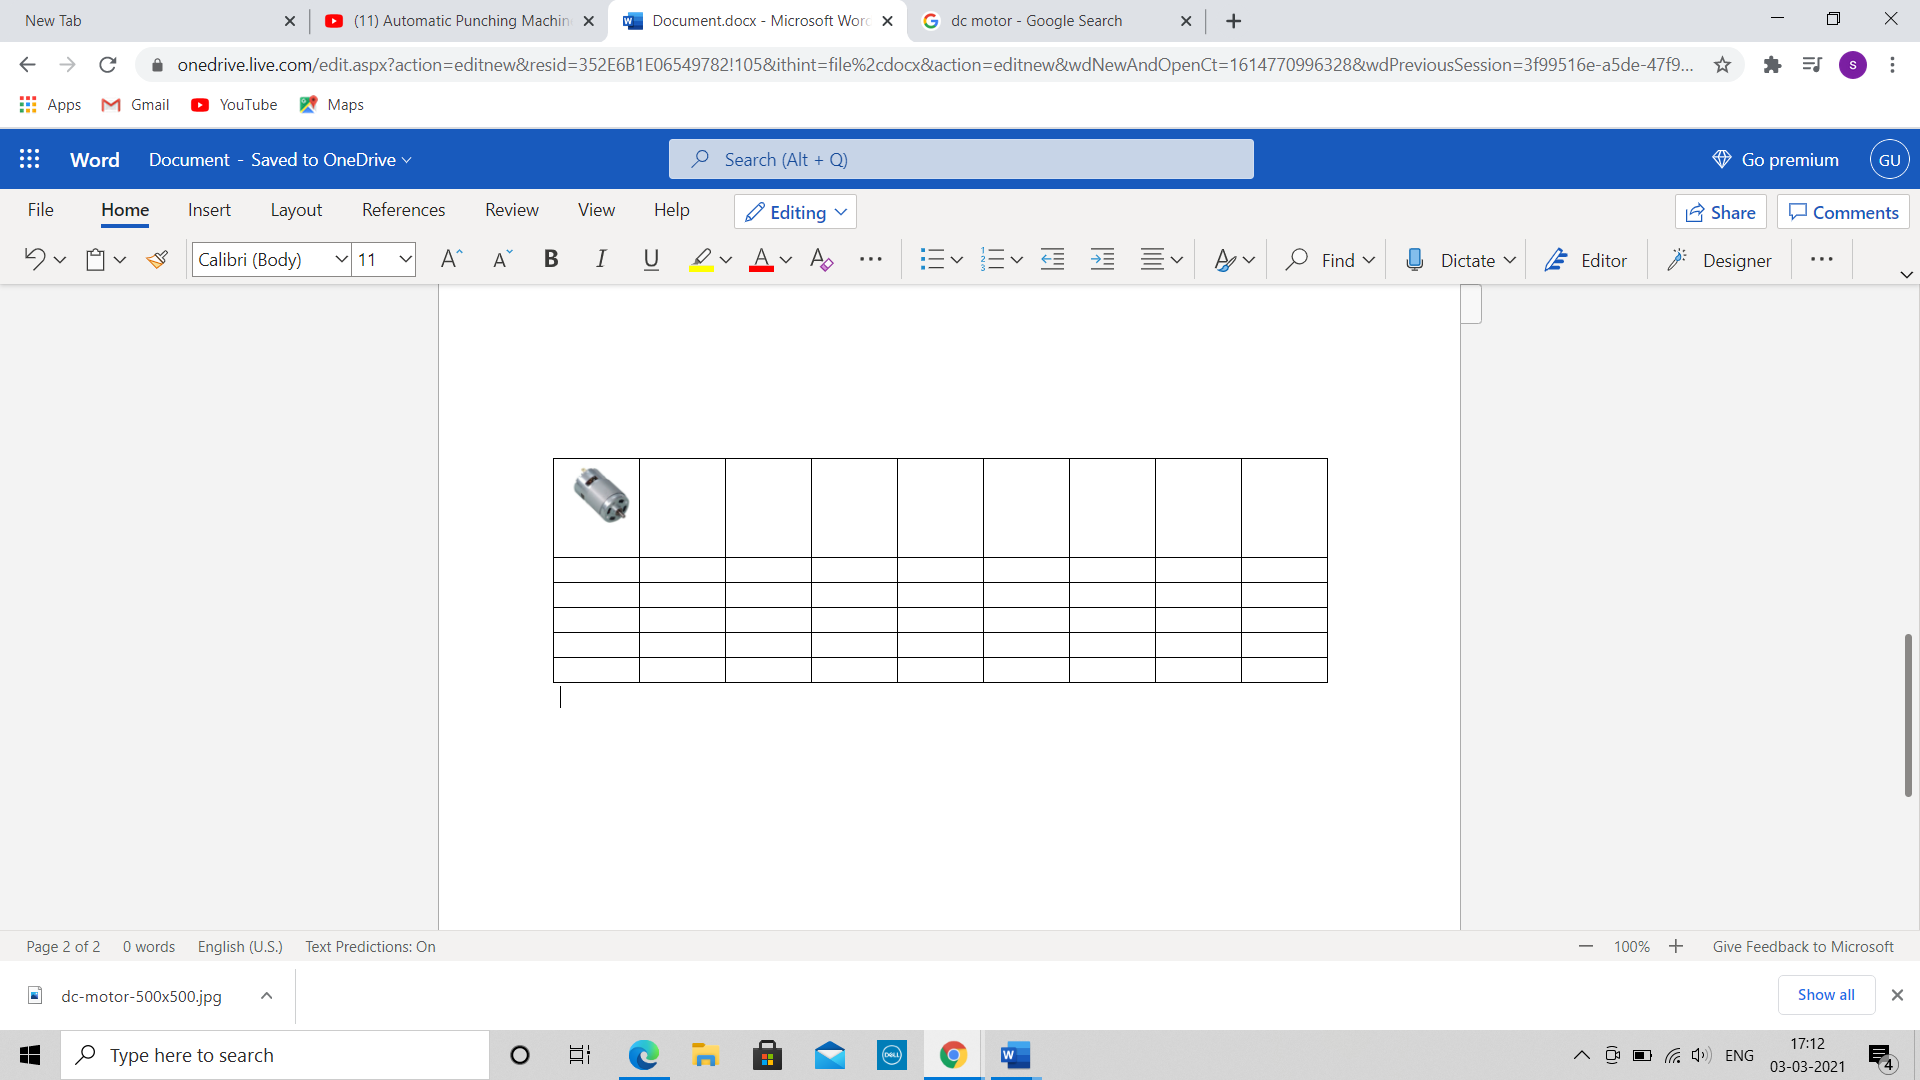 New Tab
(11) Automatic Punching Machin
Document.docx - Microsoft Word
dc motor - Google Search
onedrive.live.com/edit.aspx?action=editnew&resid=352E6B1E06549782!105&ithint=file%2cdocx&action=editnew&wdNewAndOpenCt=1614770996328&wdPreviousSession=3f99516e-a5de-47f9...
S
Apps
Gmail
YouTube
Maps
Word
Document - Saved to OneDrive
Search (Alt + Q)
Go premium
GU
File
Home
Insert
Layout
References
Review
View
Help
Editing
Share
Comments
Calibri (Body)
11
A
A
B
I
U
A
A
1
2
3
A
Find
Dictate
Editor
Designer
Page 2 of 2
0 words
English (U.S.)
Text Predictions: On
100%
Give Feedback to Microsoft
dc-motor-500x500.jpg
Show all
Type here to search
DELL
W
ENG
17:12
03-03-2021
4